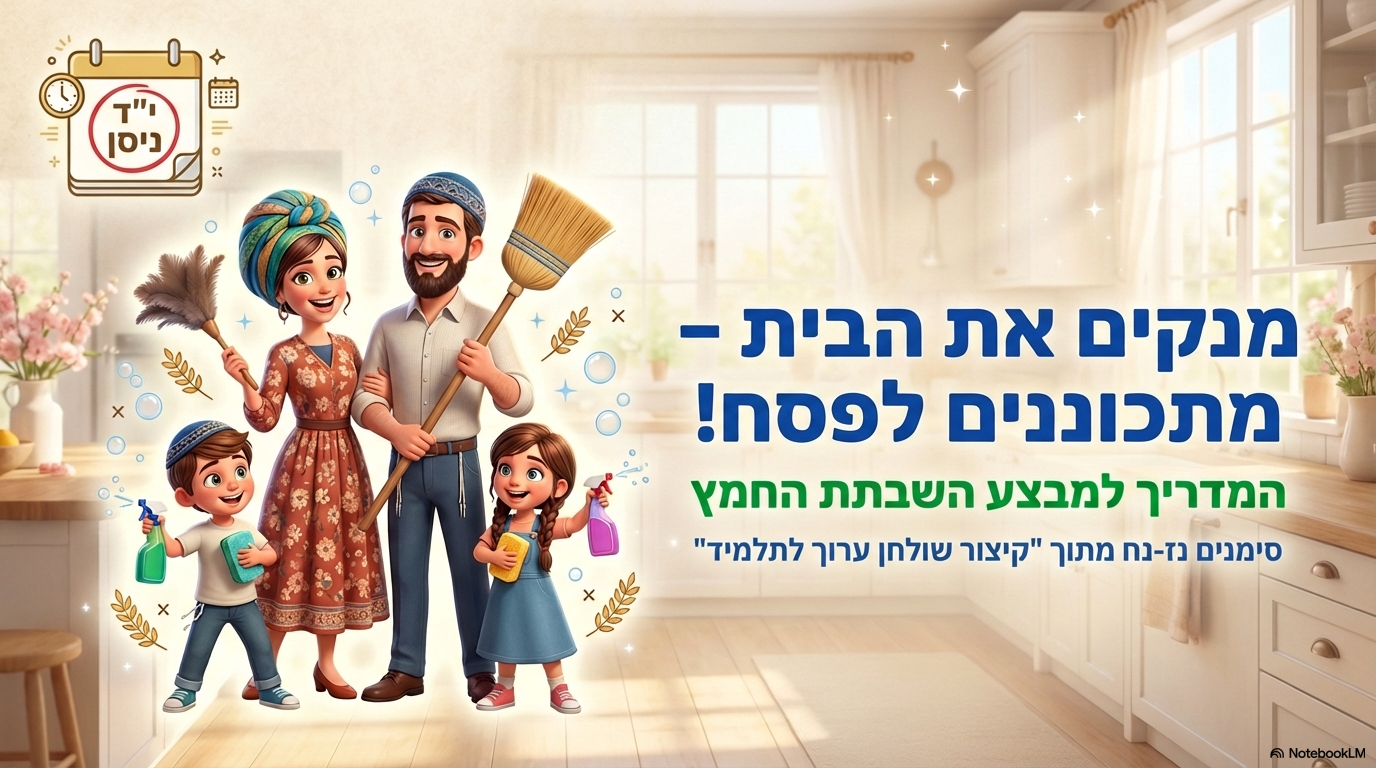 י"ד
ניסן
מנקים את הבית –
מתכוננים לפסח!
המדריך למבצע השבתת החמץ
סימנים נז-נח מתוך "קיצור שולחן ערוך לתלמיד"
NotebookLM